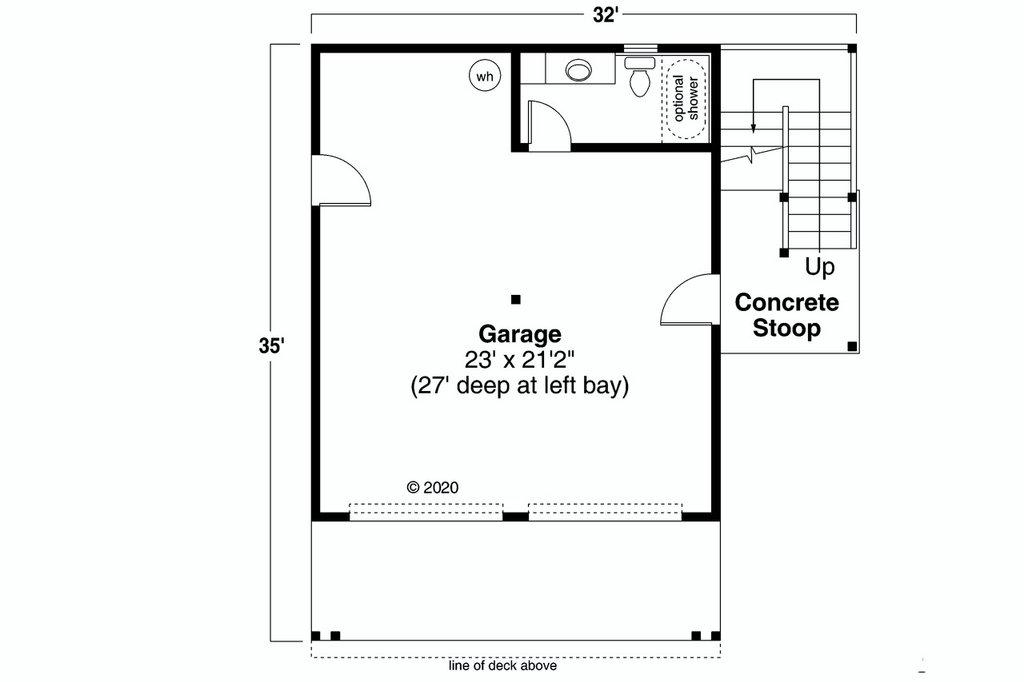 32'
wh
optional
shower
Up
Concrete
Stoop
35'
Garage
23' x 21'2"
(27' deep at left bay)
© 2020
line of deck above